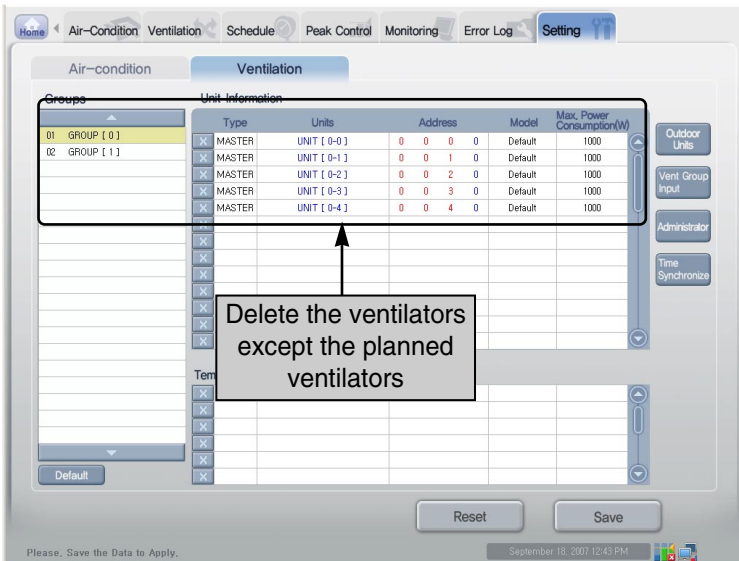 Home Air-Condition Ventilation Schedule Peak Control Monitoring Error Log Setting
Air-condition Ventilation
Groups
01 GROUP [ 0 ]
02 GROUP [ 1 ]
Default
Unit Information
Type Units Address Model Max. Power Consumption(W)
X MASTER UNIT [ 0-0 ] 0 0 0 0 Default 1000
X MASTER UNIT [ 0-1 ] 0 0 1 0 Default 1000
X MASTER UNIT [ 0-2 ] 0 0 2 0 Default 1000
X MASTER UNIT [ 0-3 ] 0 0 3 0 Default 1000
X MASTER UNIT [ 0-4 ] 0 0 4 0 Default 1000
X
X
X
X
X
X
X
X
Delete the ventilators
except the planned
ventilators
Tem
X
X
X
X
X
X
Outdoor
Units
Vent Group
Input
Administrator
Time
Synchronize
Reset Save
Please, Save the Data to Apply.
September 18, 2007 12:43 PM